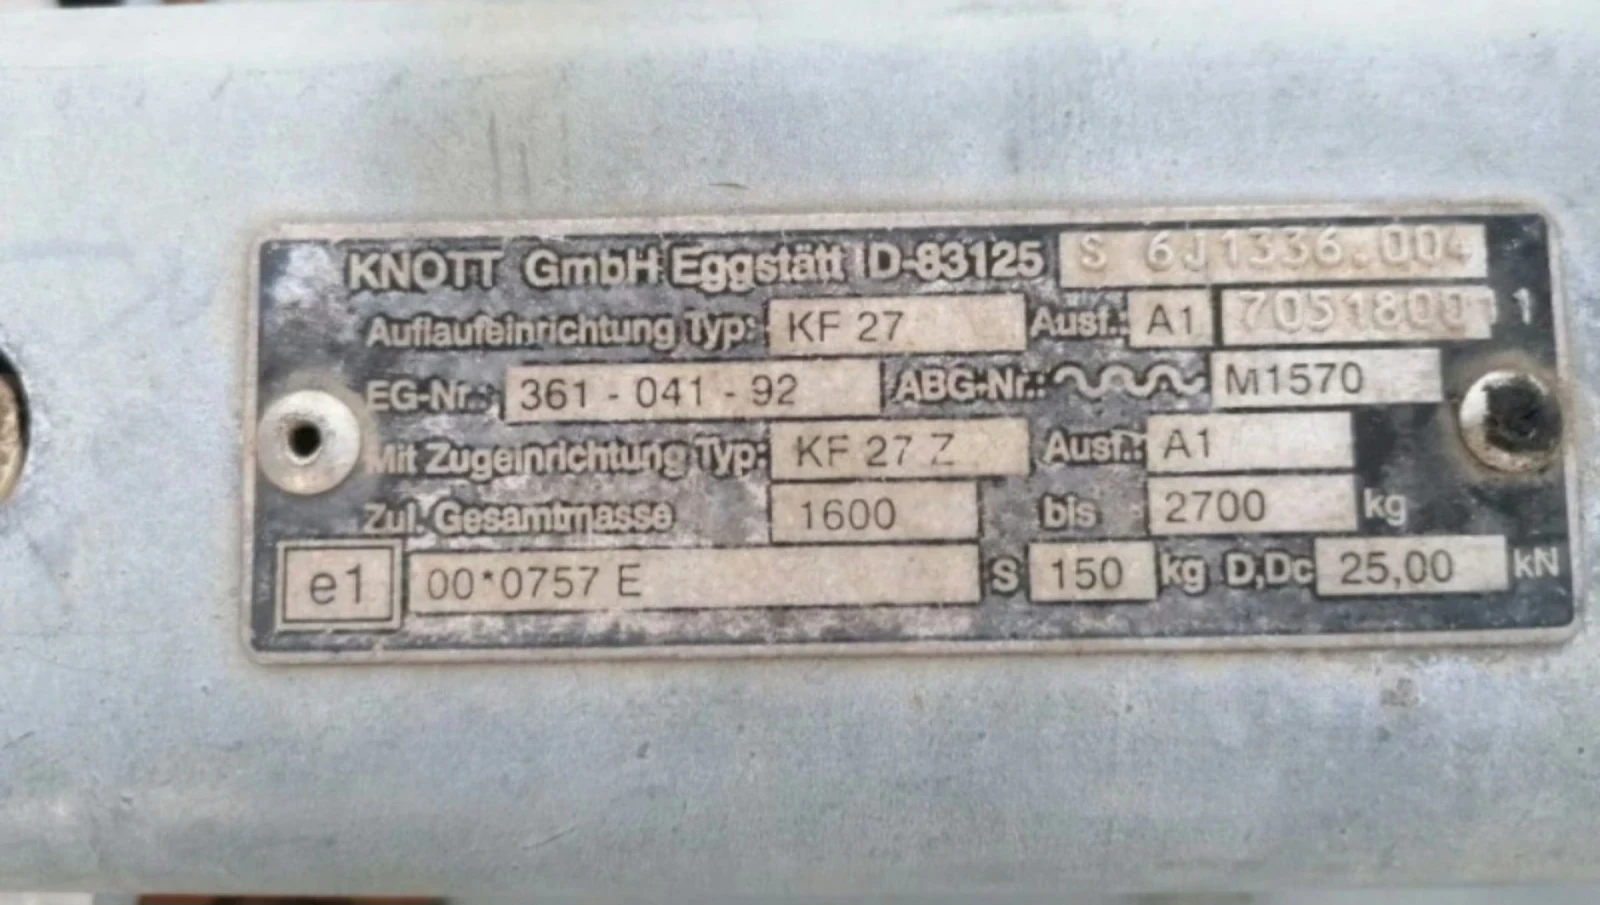 KNOTT GmbH Eggstätt D-83125 S 6J1336.004
Auflaufeinrichtung Typ: KF 27 Ausf.: A1
EG-Nr.: 361 - 041 - 92 ABG-Nr.: M1570
Mit Zugeinrichtung Typ: KF 27 Z Ausf.: A1
Zul. Gesamtmasse 1600 bis 2700 kg
e1 00*0757 E S 150 kg D,Dc 25,00 kN